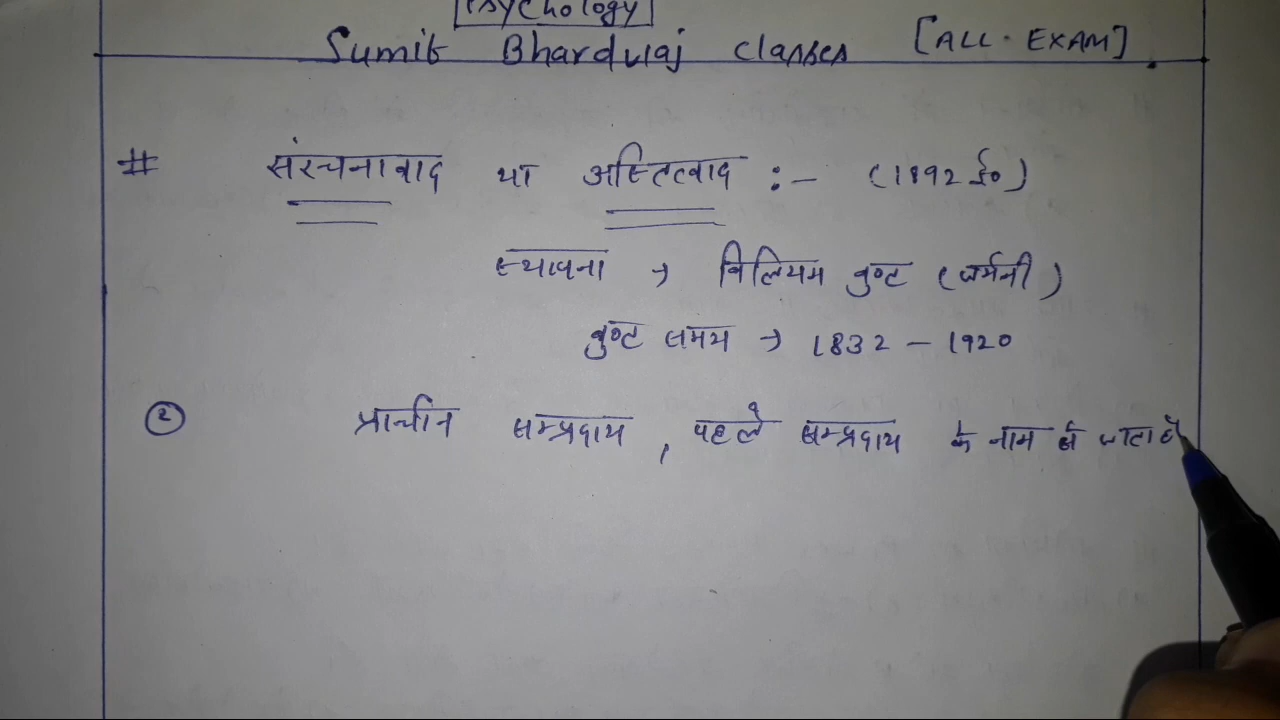 Psychology
Sumit Bhardwaj Classes [ALL. EXAM].
# संरचनावाद या अस्तित्वाद :- (1892 ई०)
स्थापना → विलियम वुण्ट (जर्मनी)
वुण्ट समय → 1832 - 1920
② प्राचीन सम्प्रदाय, पहले सम्प्रदाय के नाम से जाता है